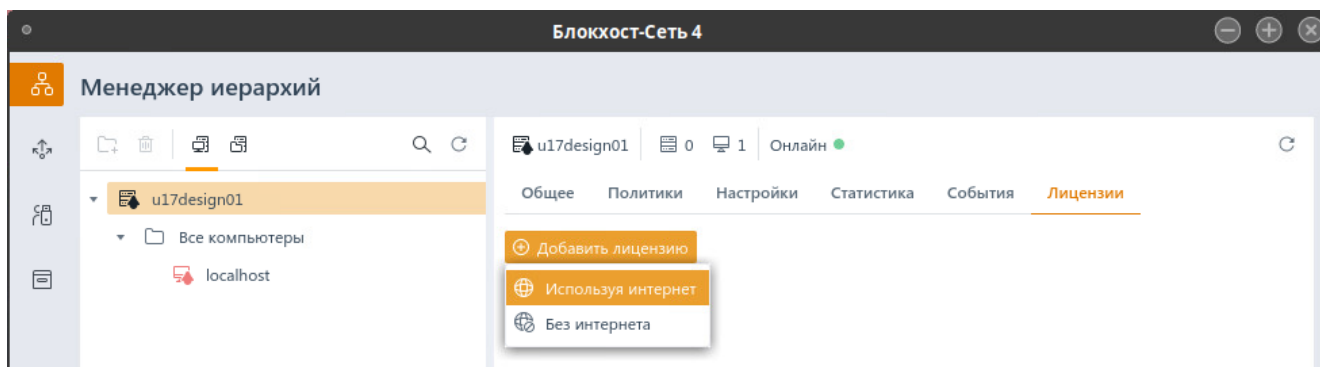 Блокхост-Сеть 4
Менеджер иерархий
u17design01 0 1 Онлайн
Общее Политики Настройки Статистика События Лицензии
u17design01
Все компьютеры
localhost
Добавить лицензию
Используя интернет
Без интернета